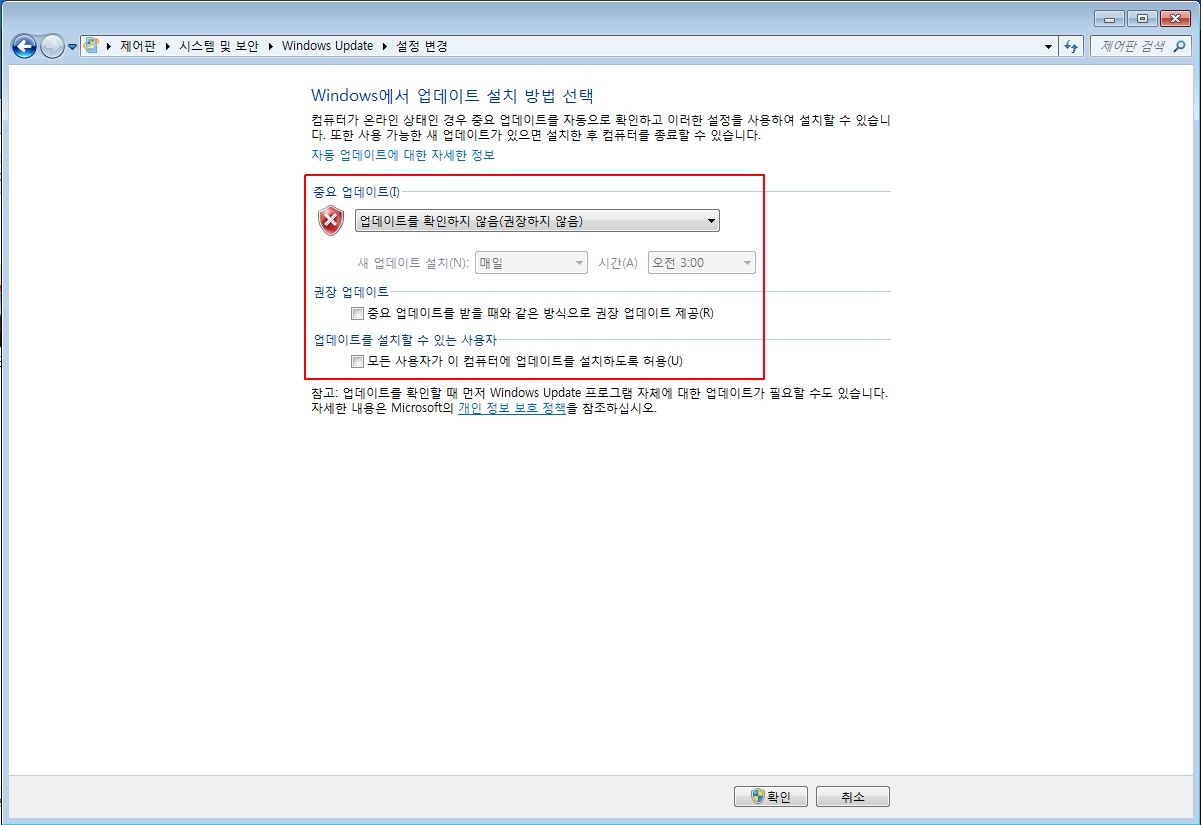 제어판 ▸ 시스템 및 보안 ▸ Windows Update ▸ 설정 변경
제어판 검색
Windows에서 업데이트 설치 방법 선택
컴퓨터가 온라인 상태인 경우 중요 업데이트를 자동으로 확인하고 이러한 설정을 사용하여 설치할 수 있습니
다. 또한 사용 가능한 새 업데이트가 있으면 설치한 후 컴퓨터를 종료할 수 있습니다.
자동 업데이트에 대한 자세한 정보
중요 업데이트(I)
업데이트를 확인하지 않음(권장하지 않음)
새 업데이트 설치(N): 매일 시간(A) 오전 3:00
권장 업데이트
중요 업데이트를 받을 때와 같은 방식으로 권장 업데이트 제공(R)
업데이트를 설치할 수 있는 사용자
모든 사용자가 이 컴퓨터에 업데이트를 설치하도록 허용(U)
참고: 업데이트를 확인할 때 먼저 Windows Update 프로그램 자체에 대한 업데이트가 필요할 수도 있습니다.
자세한 내용은 Microsoft의 개인 정보 보호 정책을 참조하십시오.
확인 취소